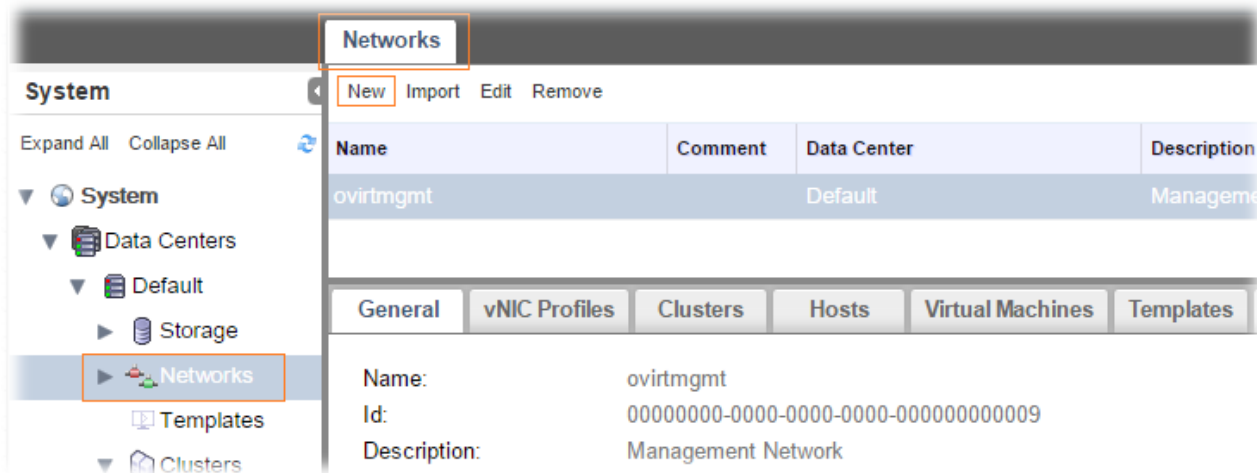 Networks
System
New Import Edit Remove
Expand All Collapse All
Name Comment Data Center Description
System
ovirtmgmt Default Manageme
Data Centers
Default
General vNIC Profiles Clusters Hosts Virtual Machines Templates
Storage
Networks
Name: ovirtmgmt
Id: 00000000-0000-0000-0000-000000000009
Templates
Description: Management Network
Clusters